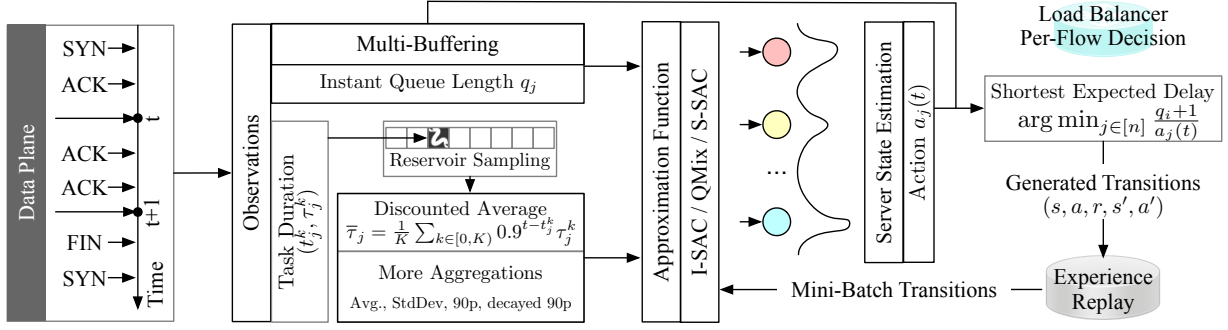 Data Plane
SYN
ACK
t
ACK
ACK
t+1
FIN
SYN
Time
Observations
Multi-Buffering
Instant Queue Length q_j
Task Duration
(t_j^k, τ_j^k)
Reservoir Sampling
Discounted Average
τ̅_j = 1/K ∑_{k∈[0,K)} 0.9^{t−t_j^k} τ_j^k
More Aggregations
Avg., StdDev, 90p, decayed 90p
Approximation Function
I-SAC / QMix / S-SAC
...
Server State Estimation
Action a_j(t)
Load Balancer
Per-Flow Decision
Shortest Expected Delay
arg min_{j∈[n]} (q_i+1)/(a_j(t))
Generated Transitions
(s, a, r, s′, a′)
Experience
Replay
Mini-Batch Transitions